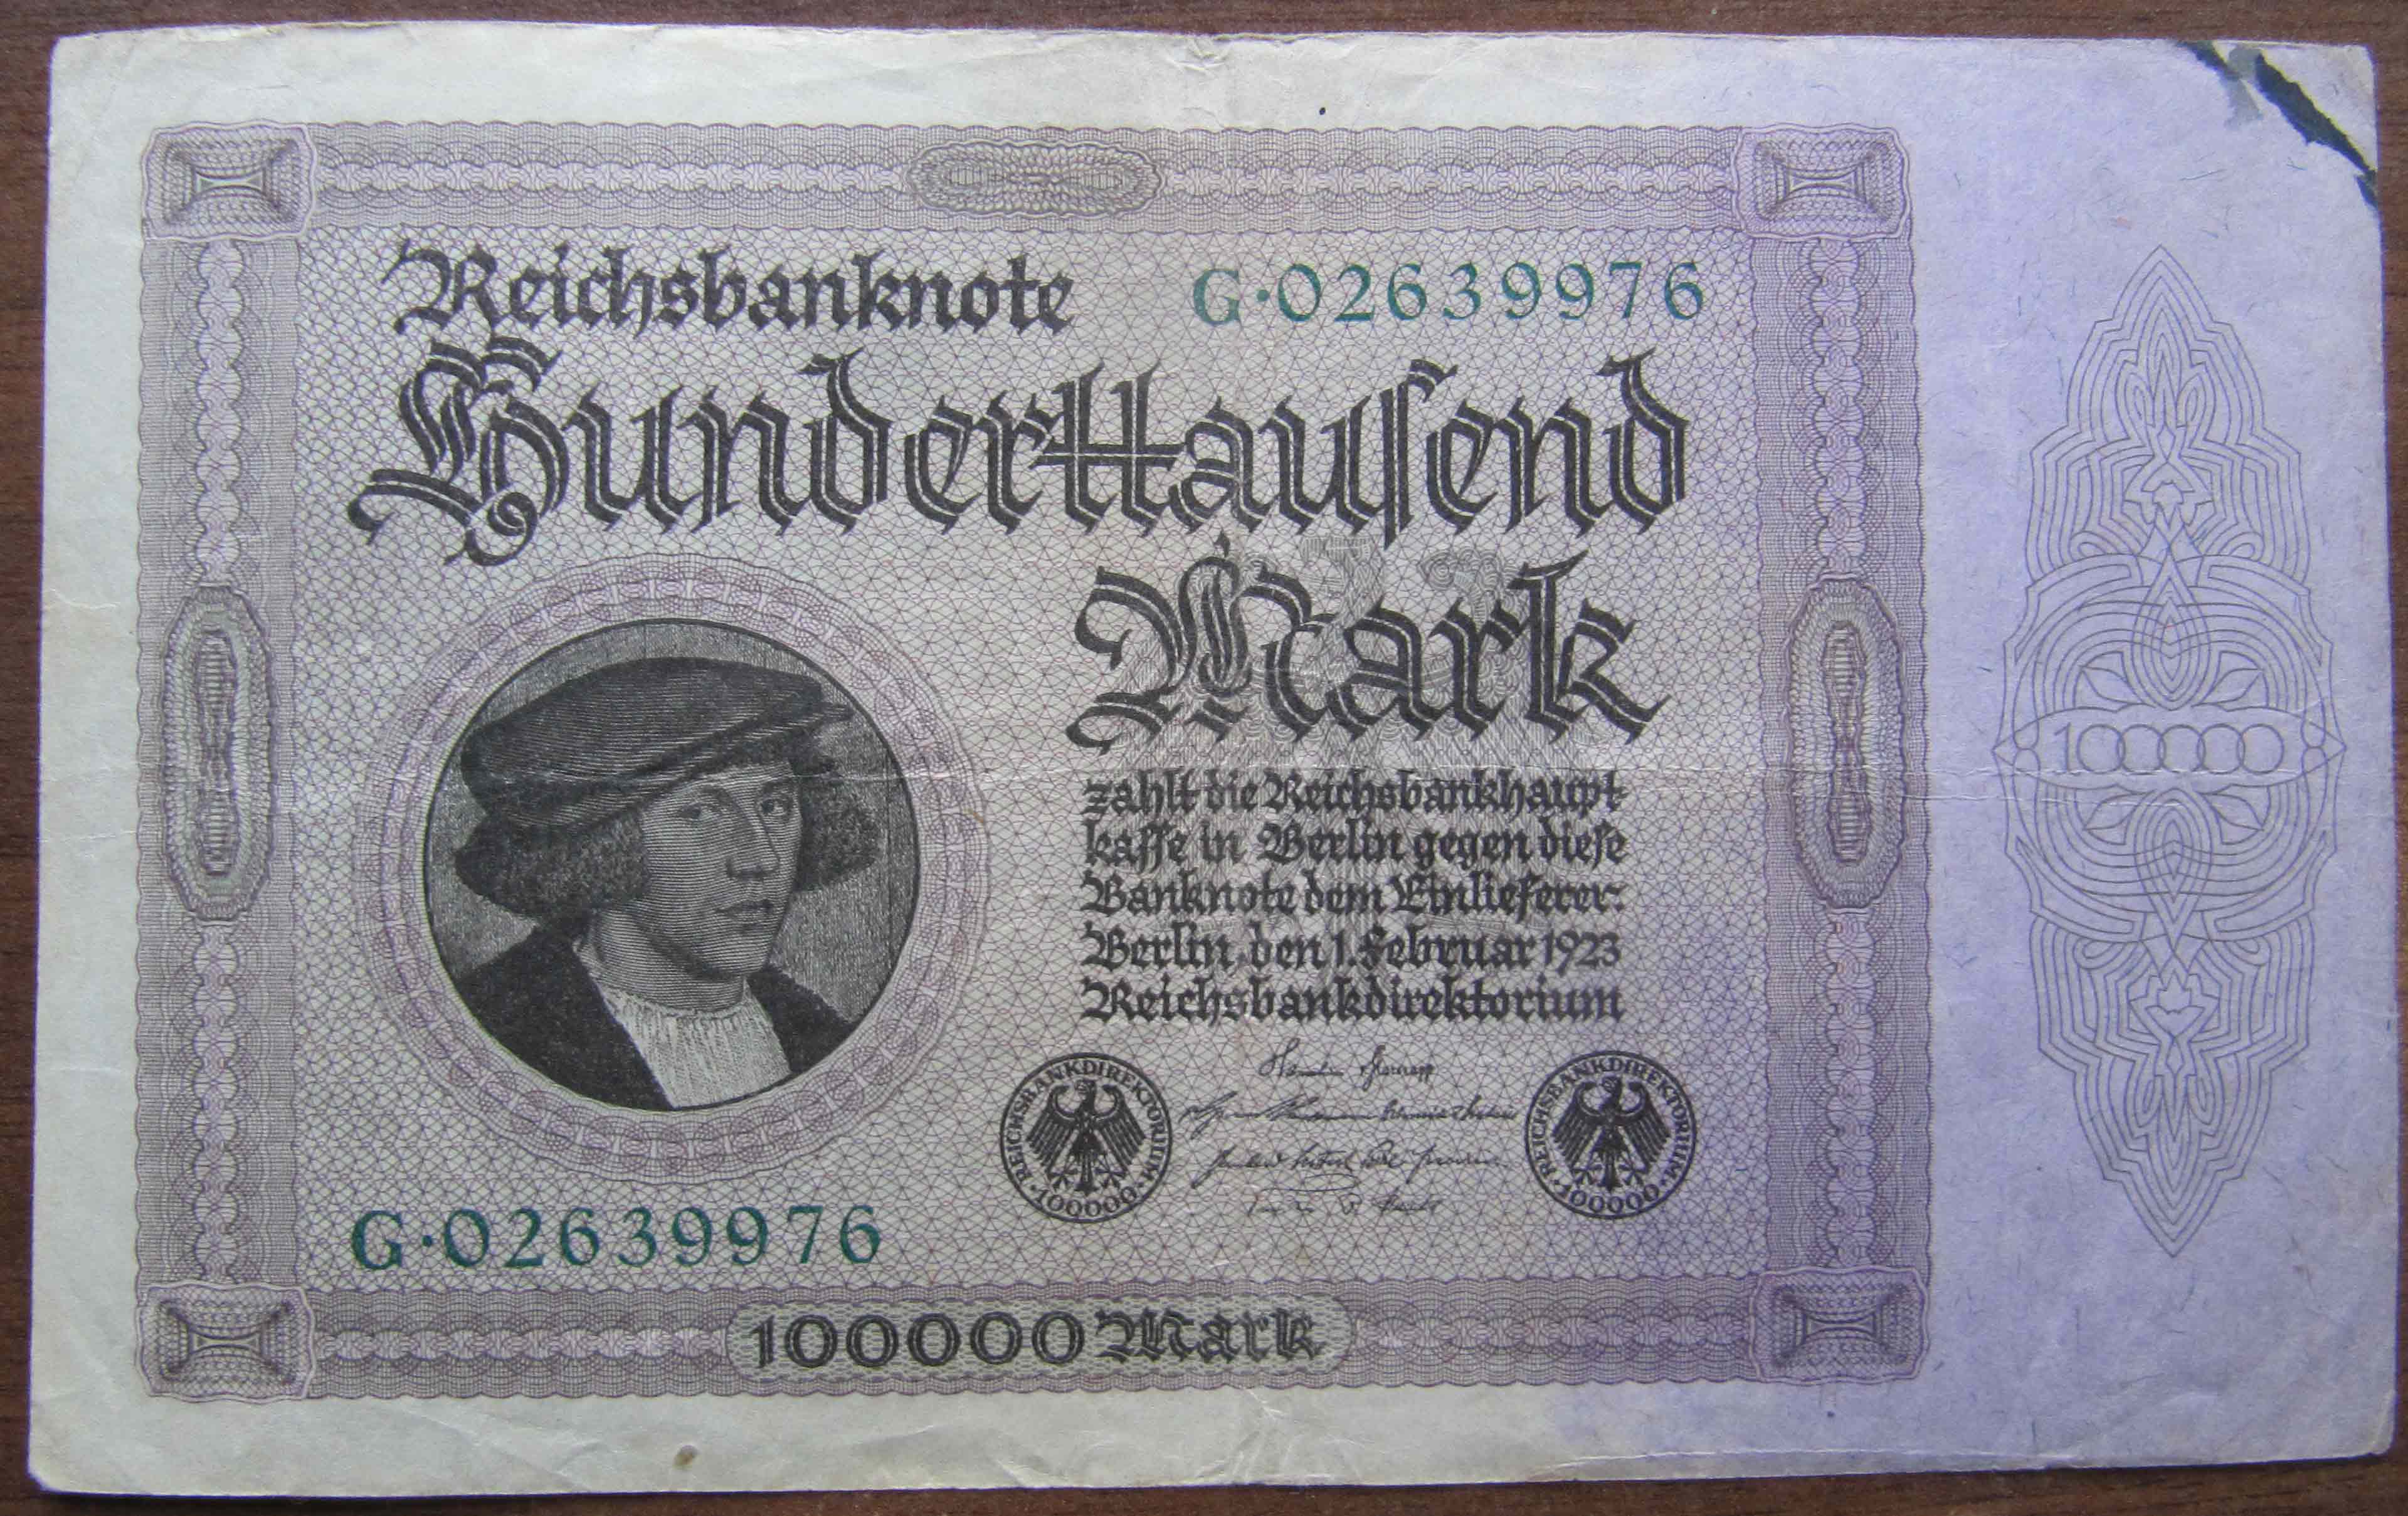 Reichsbanknote G·02639976
Hunderttauſend
Mark
zahlt die Reichsbankhaupt-
kaſſe in Berlin gegen dieſe
Banknote dem Einlieferer.
Berlin, den 1. Februar 1923
Reichsbankdirektorium
100000
REICHSBANKDIREKTORIUM · 100000 ·
REICHSBANKDIREKTORIUM · 100000 ·
G·02639976
100000 Mark